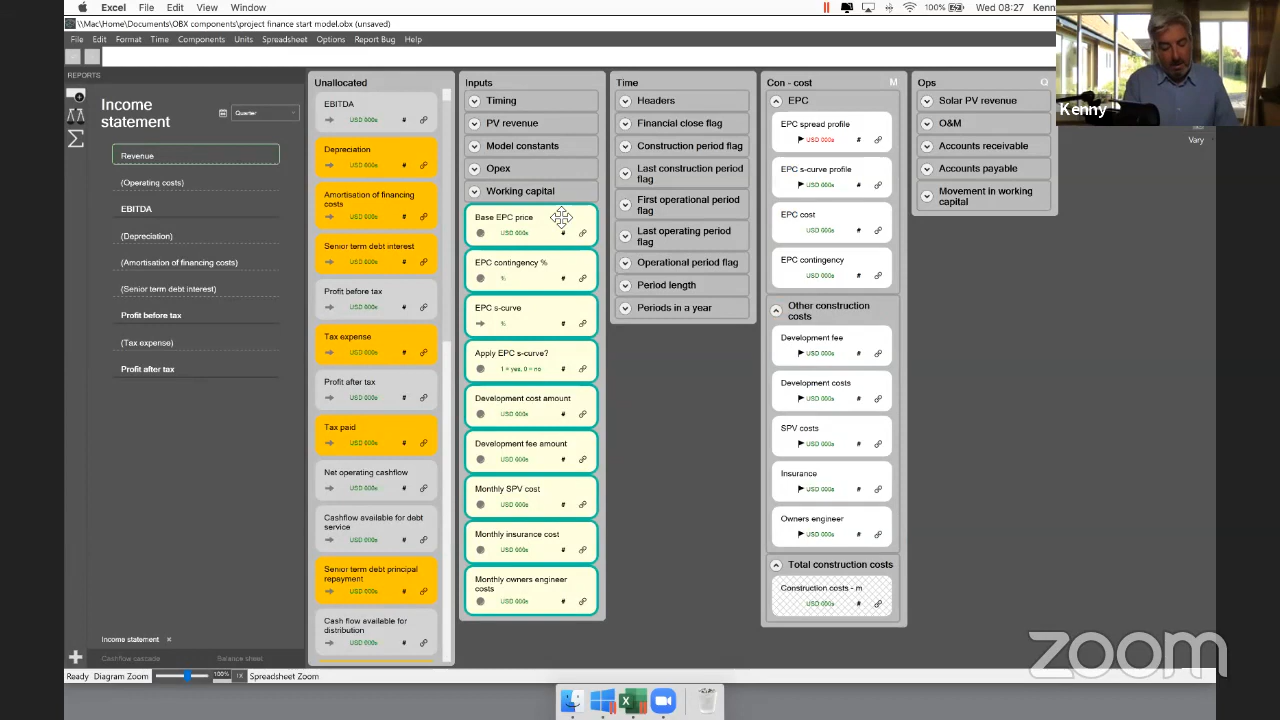 Excel File Edit View Window
100% Wed 08:27 Kenn
\\Mac\Home\Documents\OBX components\project finance start model.obx (unsaved)
File Edit Format Time Components Units Spreadsheet Options Report Bug Help
REPORTS
Income statement
Quarter
Revenue
(Operating costs)
EBITDA
(Depreciation)
(Amortisation of financing costs)
(Senior term debt interest)
Profit before tax
(Tax expense)
Profit after tax
Income statement ×
Cashflow cascade Balance sheet
Unallocated
EBITDA
USD 000s #
Depreciation
USD 000s #
Amortisation of financing
costs
USD 000s #
Senior term debt interest
USD 000s #
Profit before tax
USD 000s #
Tax expense
USD 000s #
Profit after tax
USD 000s #
Tax paid
USD 000s #
Net operating cashflow
USD 000s #
Cashflow available for debt
service
USD 000s #
Senior term debt principal
repayment
USD 000s #
Cash flow available for
distribution
USD 000s #
Inputs
Timing
PV revenue
Model constants
Opex
Working capital
Base EPC price
USD 000s #
EPC contingency %
% #
EPC s-curve
% #
Apply EPC s-curve?
1 = yes, 0 = no #
Development cost amount
USD 000s #
Development fee amount
USD 000s #
Monthly SPV cost
USD 000s #
Monthly insurance cost
USD 000s #
Monthly owners engineer
costs
USD 000s #
Time
Headers
Financial close flag
Construction period flag
Last construction period
flag
First operational period
flag
Last operating period
flag
Operational period flag
Period length
Periods in a year
Con - cost M
EPC
EPC spread profile
USD 000s #
EPC s-curve profile
USD 000s #
EPC cost
USD 000s #
EPC contingency
USD 000s #
Other construction
costs
Development fee
USD 000s #
Development costs
USD 000s #
SPV costs
USD 000s #
Insurance
USD 000s #
Owners engineer
USD 000s #
Total construction costs
Construction costs - m
USD 000s #
Ops Q
Solar PV revenue
O&M
Accounts receivable
Accounts payable
Movement in working
capital
Kenny
Vary
Ready Diagram Zoom 100% 1X Spreadsheet Zoom
zoom